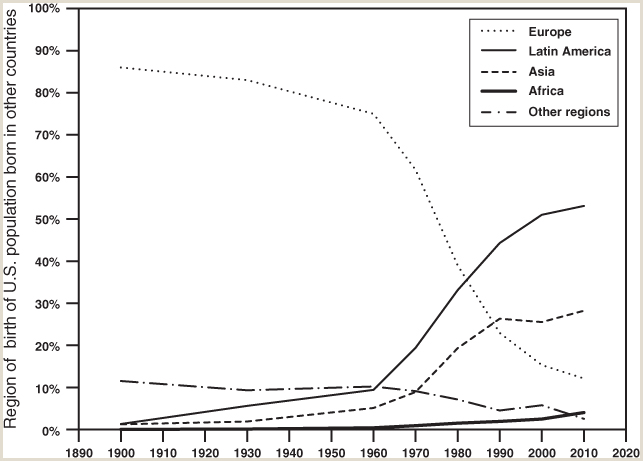 Region of birth of U.S. population born in other countries
100%
90%
80%
70%
60%
50%
40%
30%
20%
10%
0%
Europe
Latin America
Asia
Africa
Other regions
1890 1900 1910 1920 1930 1940 1950 1960 1970 1980 1990 2000 2010 2020